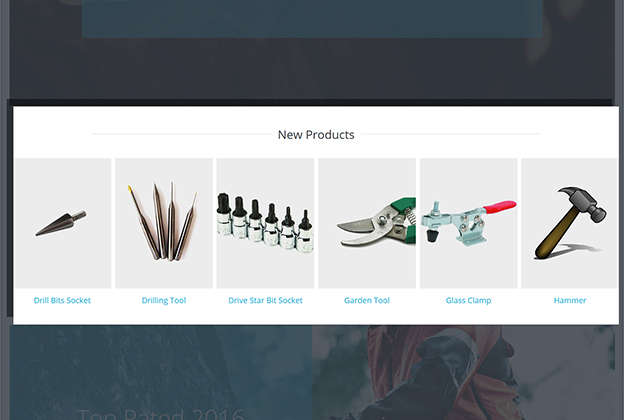 New Products
Drill Bits Socket
Drilling Tool
Drive Star Bit Socket
Garden Tool
Glass Clamp
Hammer
Top Rated 2016